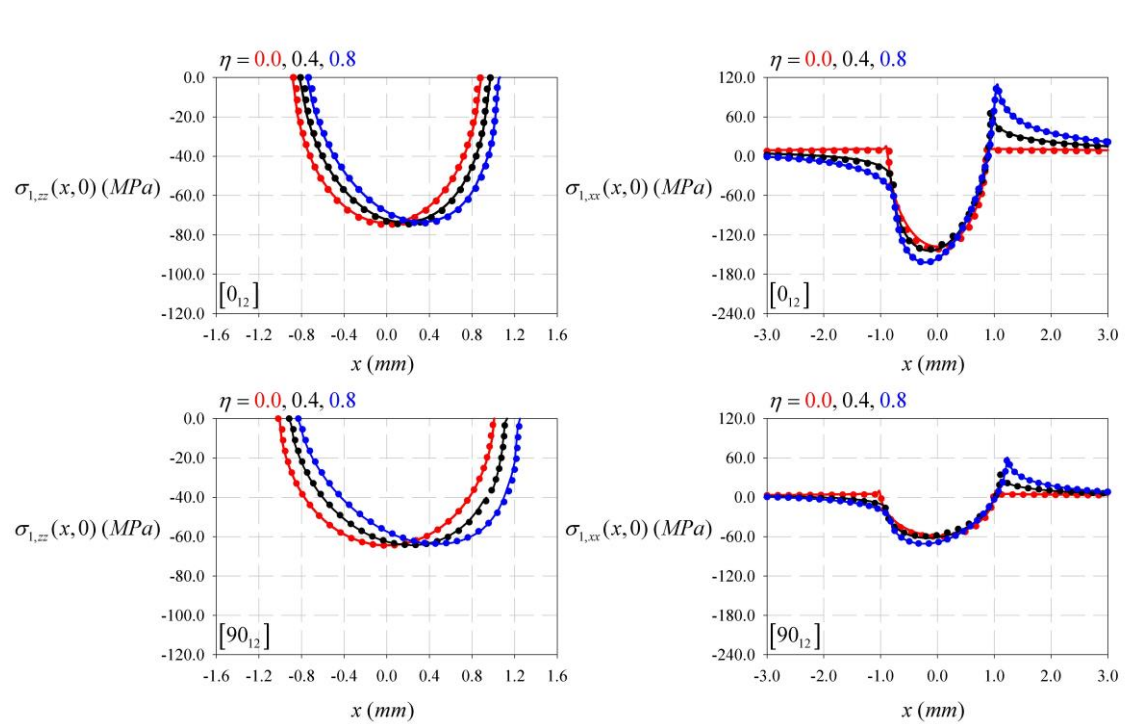 η = 0.0, 0.4, 0.8
0.0
-20.0
-40.0
σ1,zz(x,0) (MPa)
-60.0
-80.0
-100.0
[0₁₂]
-120.0
-1.6 -1.2 -0.8 -0.4 0.0 0.4 0.8 1.2 1.6
x (mm)
η = 0.0, 0.4, 0.8
120.0
60.0
0.0
σ1,xx(x,0) (MPa)
-60.0
-120.0
-180.0
[0₁₂]
-240.0
-3.0 -2.0 -1.0 0.0 1.0 2.0 3.0
x (mm)
η = 0.0, 0.4, 0.8
0.0
-20.0
-40.0
σ1,zz(x,0) (MPa)
-60.0
-80.0
-100.0
[90₁₂]
-120.0
-1.6 -1.2 -0.8 -0.4 0.0 0.4 0.8 1.2 1.6
x (mm)
η = 0.0, 0.4, 0.8
120.0
60.0
0.0
σ1,xx(x,0) (MPa)
-60.0
-120.0
-180.0
[90₁₂]
-240.0
-3.0 -2.0 -1.0 0.0 1.0 2.0 3.0
x (mm)